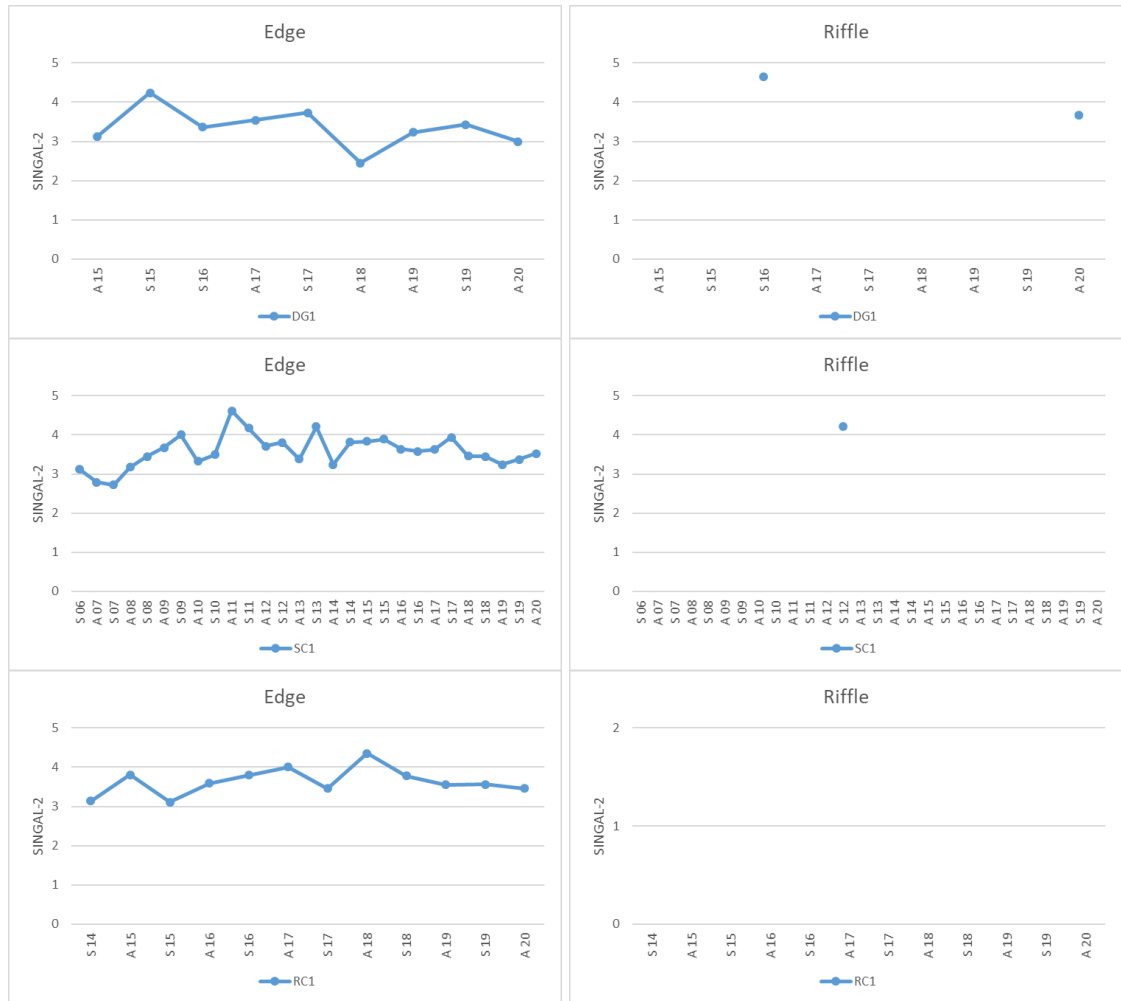 Edge
SINGAL-2
5
4
3
2
1
0
A 15
S 15
S 16
A 17
S 17
A 18
A 19
S 19
A 20
DG1
Riffle
SINGAL-2
5
4
3
2
1
0
A 15
S 15
S 16
A 17
S 17
A 18
A 19
S 19
A 20
DG1
Edge
SINGAL-2
5
4
3
2
1
0
S 06
A 07
S 07
A 08
S 08
A 09
S 09
A 10
S 10
A 11
S 11
A 12
S 12
A 13
S 13
A 14
S 14
A 15
S 15
A 16
S 16
A 17
S 17
A 18
S 18
A 19
S 19
A 20
SC1
Riffle
SINGAL-2
5
4
3
2
1
0
S 06
A 07
S 07
A 08
S 08
A 09
S 09
A 10
S 10
A 11
S 11
A 12
S 12
A 13
S 13
A 14
S 14
A 15
S 15
A 16
S 16
A 17
S 17
A 18
S 18
A 19
S 19
A 20
SC1
Edge
SINGAL-2
5
4
3
2
1
0
S 14
A 15
S 15
A 16
S 16
A 17
S 17
A 18
S 18
A 19
S 19
A 20
RC1
Riffle
SINGAL-2
2
1
0
S 14
A 15
S 15
A 16
S 16
A 17
S 17
A 18
S 18
A 19
S 19
A 20
RC1